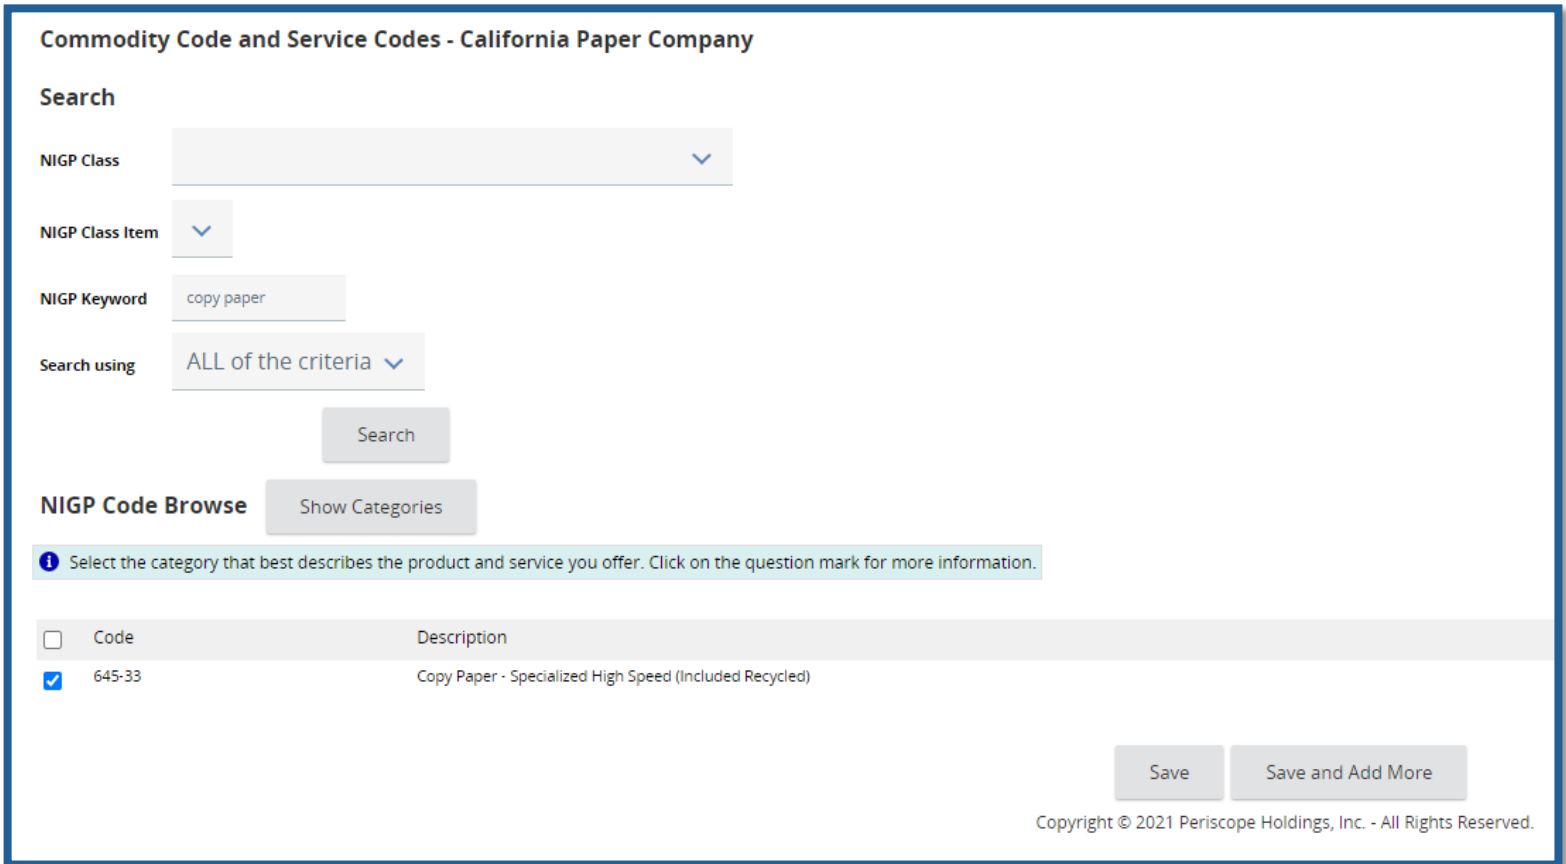 Commodity Code and Service Codes - California Paper Company
Search
NIGP Class
NIGP Class Item
NIGP Keyword copy paper
Search using ALL of the criteria
Search
NIGP Code Browse Show Categories
Select the category that best describes the product and service you offer. Click on the question mark for more information.
Code Description
645-33 Copy Paper - Specialized High Speed (Included Recycled)
Save Save and Add More
Copyright © 2021 Periscope Holdings, Inc. - All Rights Reserved.